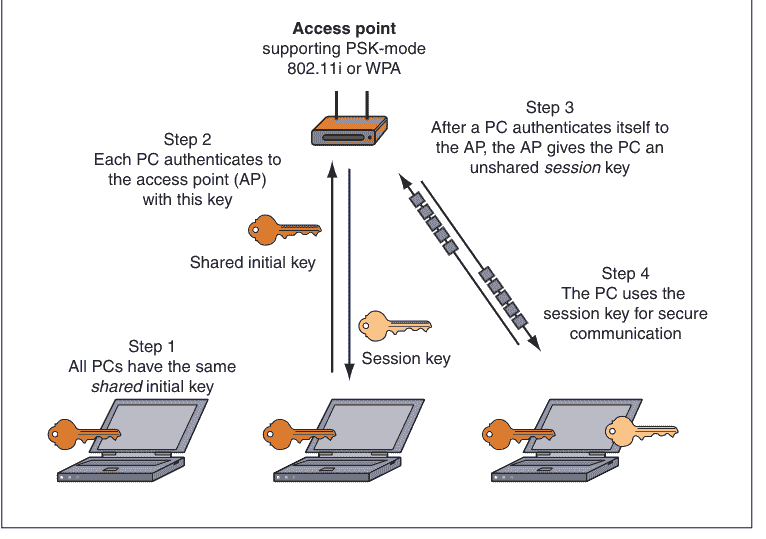 Access point
supporting PSK-mode
802.11i or WPA
Step 2
Each PC authenticates to
the access point (AP)
with this key
Shared initial key
Step 3
After a PC authenticates itself to
the AP, the AP gives the PC an
unshared session key
Step 4
The PC uses the
session key for secure
communication
Session key
Step 1
All PCs have the same
shared initial key